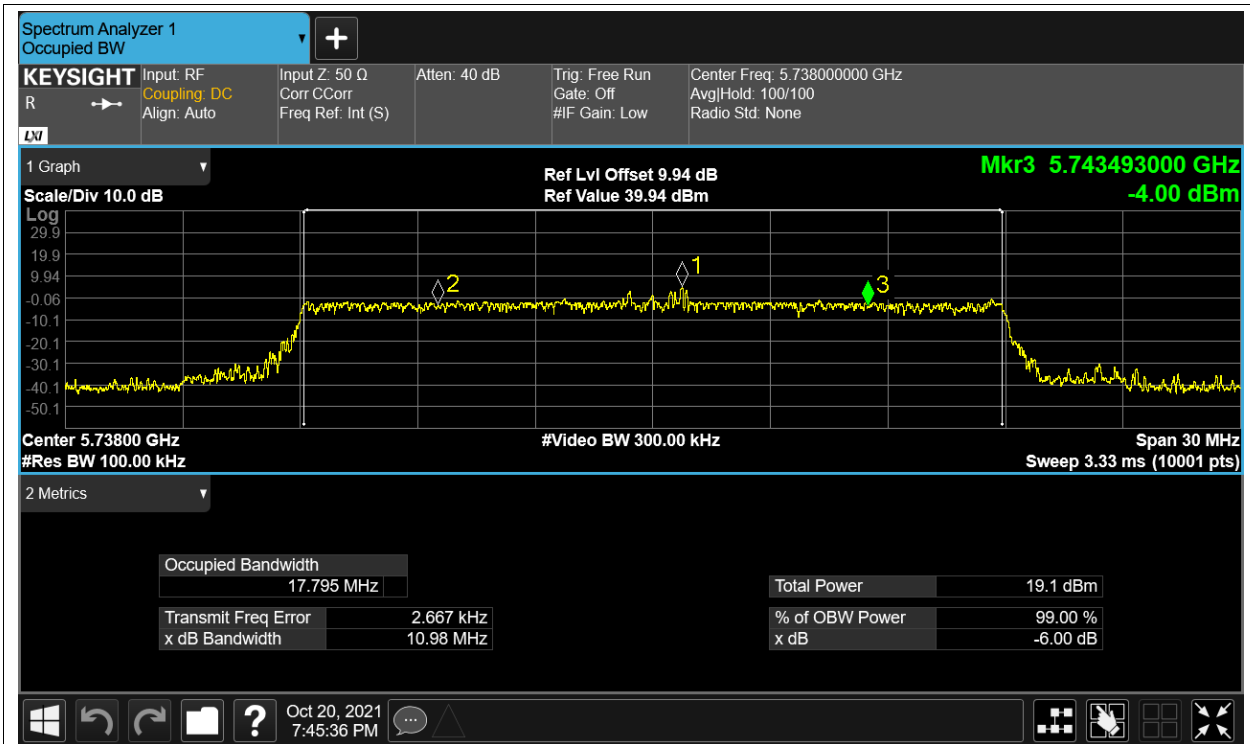 Spectrum Analyzer 1
Occupied BW
KEYSIGHT
R
LXI
Input: RF
Coupling: DC
Align: Auto
Input Z: 50 Ω
Corr CCorr
Freq Ref: Int (S)
Atten: 40 dB
Trig: Free Run
Gate: Off
#IF Gain: Low
Center Freq: 5.738000000 GHz
Avg|Hold: 100/100
Radio Std: None
1 Graph
Scale/Div 10.0 dB
Ref Lvl Offset 9.94 dB
Ref Value 39.94 dBm
Mkr3 5.743493000 GHz
-4.00 dBm
Log
29.9
19.9
9.94
-0.06
-10.1
-20.1
-30.1
-40.1
-50.1
2
1
3
Center 5.73800 GHz
#Res BW 100.00 kHz
#Video BW 300.00 kHz
Span 30 MHz
Sweep 3.33 ms (10001 pts)
2 Metrics
Occupied Bandwidth
17.795 MHz
Transmit Freq Error 2.667 kHz
x dB Bandwidth 10.98 MHz
Total Power 19.1 dBm
% of OBW Power 99.00 %
x dB -6.00 dB
?
Oct 20, 2021
7:45:36 PM